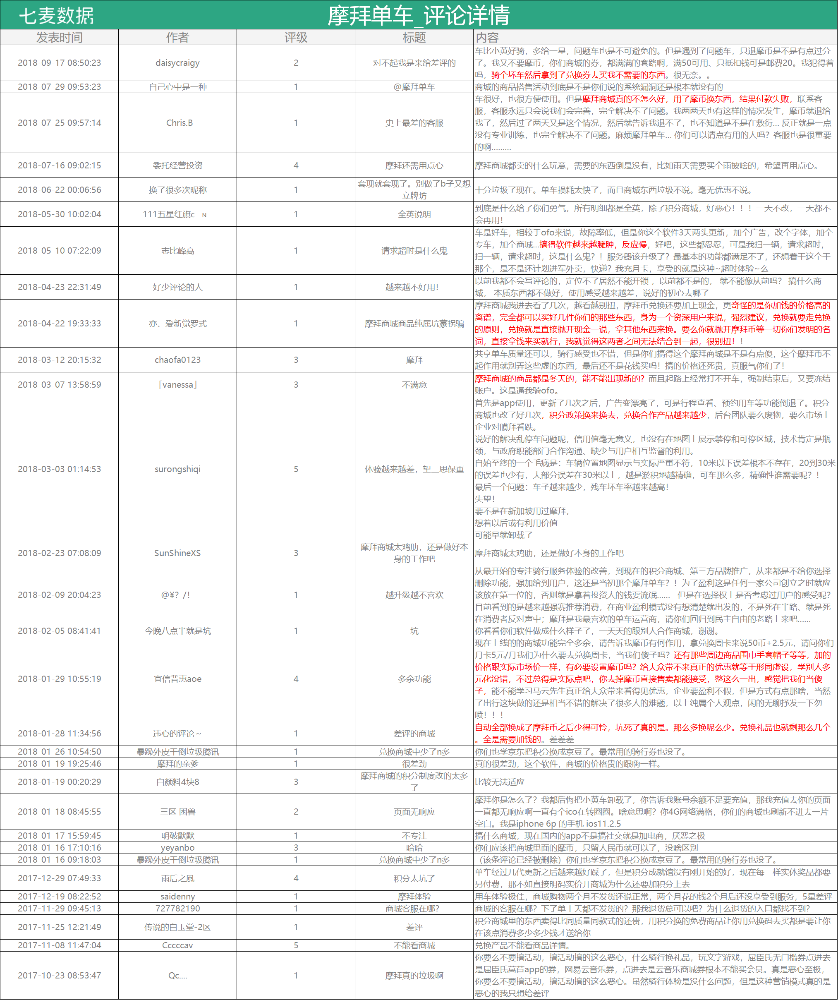 七麦数据
摩拜单车_评论详情
发表时间 作者 评级 标题 内容
2018-09-17 08:50:23 daisycraigy 2 对不起我是来给差评的
车比小黄好骑，多给一星，问题车也是不可避免的。但是遇到了问题车，只退摩币是不是有点过分
了。我又不要摩币，你们商城的券，都满满的套路啊，满50可用、只抵扣钱可是邮费20。我犯得着
吗，骑个坏车然后拿到了兑换券去买我不需要的东西。很无奈。。
2018-07-29 09:53:23 自己心中是一种 1 @摩拜单车 商城的商品搭售活动到底是不是你们说的系统漏洞还是根本就没有的
2018-07-25 09:57:14 -Chris.B 1 史上最差的客服
车很好，也很方便使用。但是摩拜商城真的不怎么好，用了摩币换东西，结果付款失败，联系客
服，客服永远只会说我们会完善，完全解决不了问题。我两两天也有这样的情况发生，摩币就退给
我了，然后过了两天又是这个情况，然后就告诉我退不了，也不知道是不是在敷衍... 反正就是一点
没有专业训练，也完全解决不了问题。麻烦摩拜单车... 你们可以请点有用的人吗？客服也是很重要
的啊.........
2018-07-16 09:02:15 委托经营投资 4 摩拜还需用点心 摩拜商城都卖的什么玩意，需要的东西倒是没有，比如雨天需要买个雨披啥的，希望再用点心。
2018-06-22 00:06:56 换了很多次昵称 1 套现就套现了。别做了b子又想
立牌坊
十分垃圾了现在。单车损耗太快了，而且商城东西垃圾不说。毫无优惠不说。
2018-05-30 10:02:04 111五星红旗c ɴ 1 全英说明
到底是什么给了你们勇气，所有明细都是全英，除了积分商城，好恶心！！！一天不改，一天都不
会再用！
2018-05-10 07:22:09 志比峰高 1 请求超时是什么鬼
车是好车，相较于ofo来说，故障率低，但是你这个软件3天两头更新，加个广告，改个字体，加个
专车，加个商城...搞得软件越来越臃肿，反应慢，好吧，这些都忍忍，可是我扫一辆，请求超时，
扫一辆，请求超时，这是什么鬼？！服务器该升级了？最基本的功能都满足不了，还想着干这个干
那个，是不是还计划进军外卖，快递？我充月卡，享受的就是这种~超时体验~么
2018-04-23 22:31:49 好少评论的人 1 越来越不好用！
以前我都不会写评论的，定位不了居然不能开锁 ，以前都不是的， 就不能像从前吗？ 搞什么商
城， 本质东西都不做好，使用感受越来越差，说好的初心去哪了
2018-04-22 19:33:33 亦、爱新觉罗式 1 摩拜商城商品纯属坑蒙拐骗
摩拜商城我进去看了几次，越看越别扭，摩拜币兑换还要加上现金，更奇怪的是你加钱的价格高的
离谱，完全都可以买好几件你们的那些东西，身为一个资深用户来说，强烈建议，兑换就要走兑换
的原则，兑换就是直接抛开现金一说，拿其他东西来换。要么你就抛开摩拜币等一切你们发明的名
词，直接拿钱来买就行，我就觉得这两者之间无法结合到一起，很别扭！！
2018-03-12 20:15:32 chaofa0123 3 摩拜
共享单车质量还可以，骑行感受也不错，但是你们搞得这个摩拜商城是不是有点傻，这个摩拜币不
起作用就别弄这些虚的东西，最后还不是花钱买吗！搞的价格还死贵，真服气你们了！
2018-03-07 13:58:59 「vanessa」 3 不满意
摩拜商城的商品都是冬天的，能不能出现新的？而且起路上经常打不开车，强制结束后，又要冻结
账户。这是逼我骑ofo。
2018-03-03 01:14:53 surongshiqi 5 体验越来越差，望三思保重
首先是app使用，更新了几次之后，广告变漂亮了，可是行程查看、预约用车等功能倒退了。积分
商城也改了好几次，积分政策换来换去，兑换合作产品越来越少，后台团队要么废物，要么市场上
企业对膜拜看跌。
说好的解决乱停车问题呢，信用值毫无意义，也没有在地图上展示禁停和可停区域，技术肯定是瓶
颈，与政府职能部门合作沟通、缺少与用户相互监督的利用。
自始至终的一个毛病是：车辆位置地图显示与实际严重不符，10米以下误差根本不存在，20到30米
的误差也少有，大部分误差在30米以上，越是淤积地越精确，可车那么多，精确性谁需要呢？！
最后一个问题：车子越来越少，残车坏车率越来越高！
失望！
要不是在新加坡用过摩拜，
想着以后或有利用价值
可能早就卸载了
2018-02-23 07:08:09 SunShineXS 3 摩拜商城太鸡肋，还是做好本
身的工作吧
摩拜商城太鸡肋，还是做好本身的工作吧
2018-02-09 20:04:23 @¥？/！ 1 越升级越不喜欢
从最开始的专注骑行服务体验的改善，到现在的积分商城、第三方品牌推广，从来都是不给你选择
删除功能，强加给到用户，这还是当初那个摩拜单车？！为了盈利这是任何一家公司创立之时就应
该放在第一位的，否则就是拿着投资人的钱耍流氓...... 但是在选择权上是否考虑过用户的感受呢？
目前看到的是越来越强赛推荐消费，在商业盈利模式没有想清楚就出发的，不是死在半路、就是死
在消费者反对声中；摩拜是我最喜欢的单车运营商，请你们回归到民主自由的老路上来吧......
2018-02-05 08:41:41 今晚八点半就是坑 1 坑 你看看你们软件做成什么样子了，一天天的跟别人合作商城，谢谢。
2018-01-29 10:55:19 宜信普惠aoe 4 多余功能
现在上线的的商城功能完全多余，请告诉我摩币有何作用，拿兑换周卡来说50币+2.5元，请问你们
月卡5元/月我们为什么要去兑换周卡，当我们傻子吗？还有那些周边商品围巾手套帽子等等，加的
价格跟实际市场价一样，有必要设置摩币吗？给大众带不来真正的优惠就等于形同虚设，学别人多
元化没错，不过总得是实际点吧，你去掉摩币直接售卖都能接受，整这么一出，感觉把我们当傻
子，能不能学习马云先生真正给大众带来看得见优惠，企业要盈利不假，但是方式有点那啥，当然
了出行这块做的还是相当不错的解决了很多人的难题，以上纯属个人观点，闲的无聊抒发一下勿
喷！！！
2018-01-28 11:34:56 违心的评论～ 1 差评的商城
自动全部换成了摩拜币之后少得可怜，坑死了真的是。那么多换呢么少。兑换礼品也就剩那么几个
。全是需要加钱的。差差差
2018-01-26 10:54:50 暴躁外皮干倒垃圾腾讯 1 兑换商城中少了n多 你们也学京东把积分换成京豆了。最常用的骑行券也没了。
2018-01-19 19:25:46 摩拜的亲爹 1 很差劲 真的很差劲，这个软件，商城的价格贵的跟嗨一样。
2018-01-19 00:20:29 白颜料4块8 3 摩拜商城的积分制度改的太多
了
比较无法适应
2018-01-18 08:45:55 三区 困兽 2 页面无响应
摩拜你是怎么了？我都后悔把小黄车卸载了，你告诉我账号余额不足要充值，那我充值去你的页面
一直都无响应啊一直有个ico在转圈圈。啥意思啊？你4G网络满格，你们的商城也刷新不进去一片
空白。我是iphone 6p 的手机 ios11.2.5
2018-01-17 15:59:45 明破默默 1 不专注 搞什么商城，现在国内的app不是搞社交就是加电商，厌恶之极
2018-01-16 17:10:16 yeyanbo 3 哈哈 你们应该把商城里面的摩币，只留人民币就可以了，没啥区别
2018-01-16 09:18:03 暴躁外皮干倒垃圾腾讯 1 兑换商城中少了n多 （该条评论已经被删除）你们也学京东把积分换成京豆了。最常用的骑行券也没了。
2017-12-29 07:49:33 雨后之風 4 积分太坑了
单车经过几代更新之后越来越好踩了，但是积分成就馆没有刚开始的好，现在每一样实体奖品都要
另付费，那不如直接明码实价开商城为什么还要加积分上去
2017-12-19 08:22:52 saidenny 1 摩拜体验 用车体验极佳，商城购物两个月不发货还说正常，两个月花的钱2个月后还没享受到服务，5星差评
2017-11-29 09:45:13 727782190 1 商城客服在哪？ 商城的客服在哪？下了单十天都不发货的？那我退货总可以吧？为什么退货的入口都找不到？
2017-11-25 12:21:49 传说的白玉堂-2区 1 差评
积分商城里的东西卖得比同质量同款式的还贵，用积分换的免费商品让你用兑换码去买都是要让你
在该点消费多少多少钱才送给你
2017-11-08 11:47:04 Cccccav 5 不能看商城 兑换产品不能看商品详情。
2017-10-23 08:53:47 Qc.... 1 摩拜真的垃圾啊
你要么不要搞活动，搞活动搞的这么恶心，什么骑行换礼品，玩文字游戏，屈臣氏无门槛券点进去
是屈臣氏莴苣app的券，网易云音乐券，点进去是云音乐商城券根本不能买会员。真是恶心至极，
你要么不要搞活动，搞活动搞的这么恶心。虽然骑行体验是没什么问题，但是这种营销模式真的是
恶心的我只想给差评